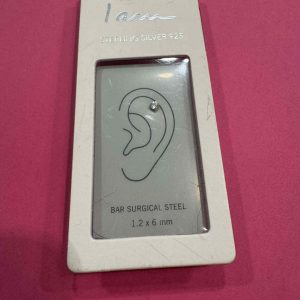 STERLING SILVER 925
BAR SURGICAL STEEL
1.2 x 6 mm